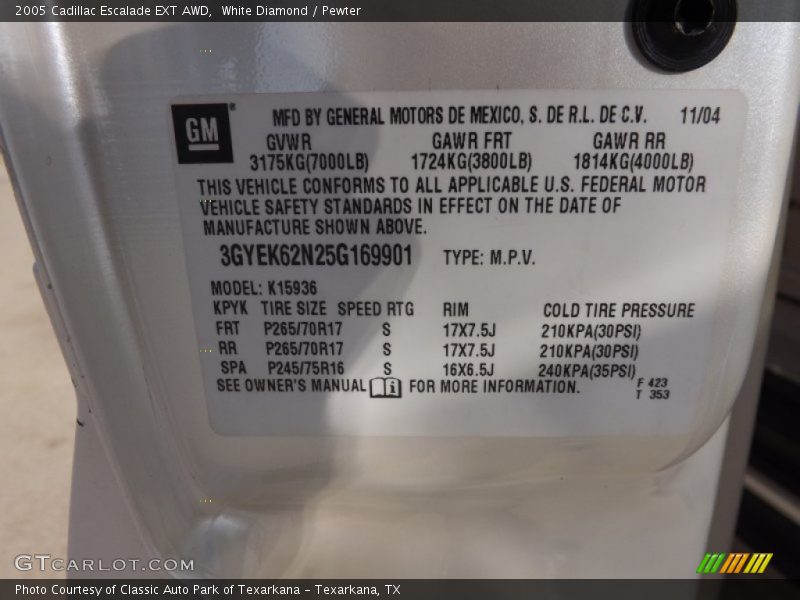 2005 Cadillac Escalade EXT AWD,  White Diamond / Pewter
GM
MFD BY GENERAL MOTORS DE MEXICO, S. DE R.L. DE C.V. 11/04
GVWR GAWR FRT GAWR RR
3175KG(7000LB) 1724KG(3800LB) 1814KG(4000LB)
THIS VEHICLE CONFORMS TO ALL APPLICABLE U.S. FEDERAL MOTOR
VEHICLE SAFETY STANDARDS IN EFFECT ON THE DATE OF
MANUFACTURE SHOWN ABOVE.
3GYEK62N25G169901 TYPE: M.P.V.
MODEL: K15936
KPYK TIRE SIZE SPEED RTG RIM COLD TIRE PRESSURE
FRT P265/70R17 S 17X7.5J 210KPA(30PSI)
RR P265/70R17 S 17X7.5J 210KPA(30PSI)
SPA P245/75R16 S 16X6.5J 240KPA(35PSI)
SEE OWNER'S MANUAL i FOR MORE INFORMATION.
F 423
T 353
GTCARLOT.COM
Photo Courtesy of Classic Auto Park of Texarkana – Texarkana, TX